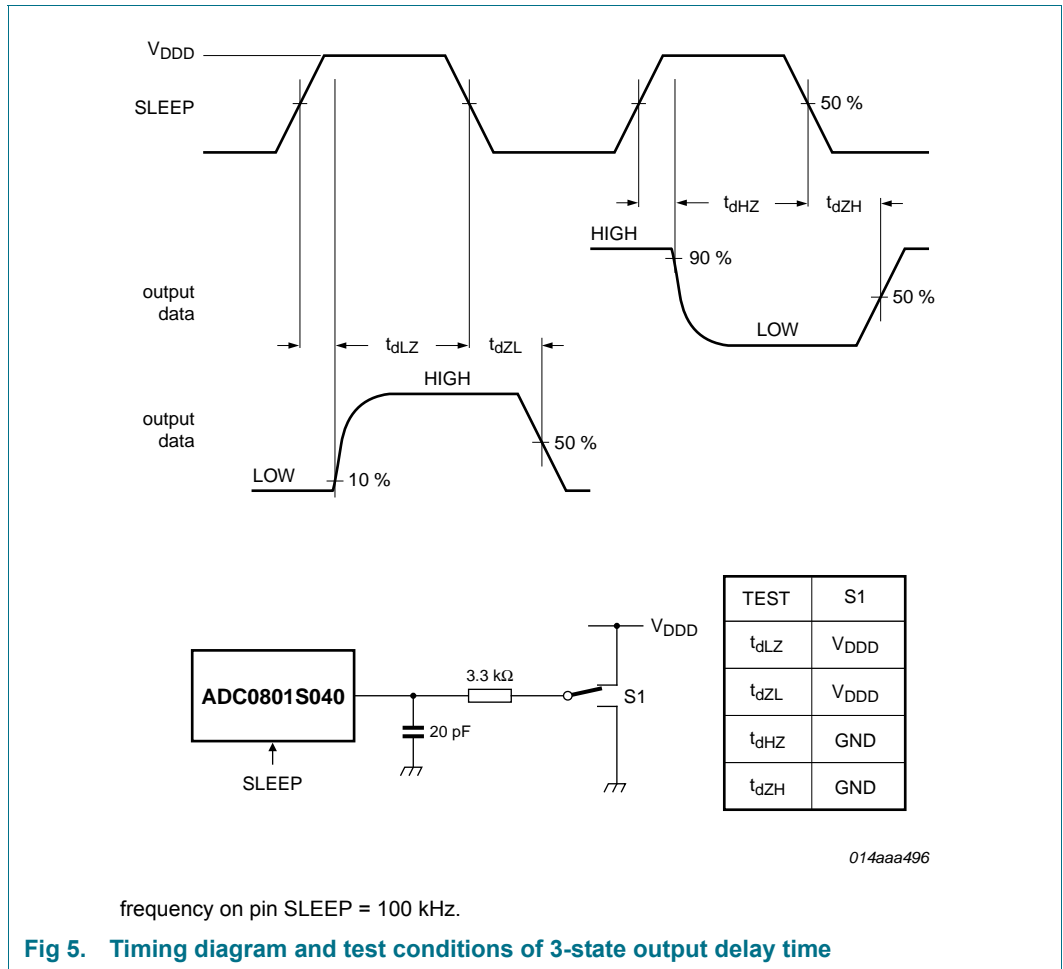 VDDD
SLEEP
50 %
tdHZ
tdZH
HIGH
90 %
output
data
50 %
LOW
tdLZ
tdZL
HIGH
output
data
50 %
LOW
10 %
TEST S1
VDDD
tdLZ VDDD
3.3 kΩ
ADC0801S040
S1
tdZL VDDD
20 pF
tdHZ GND
SLEEP
tdZH GND
014aaa496
frequency on pin SLEEP = 100 kHz.
Fig 5. Timing diagram and test conditions of 3-state output delay time